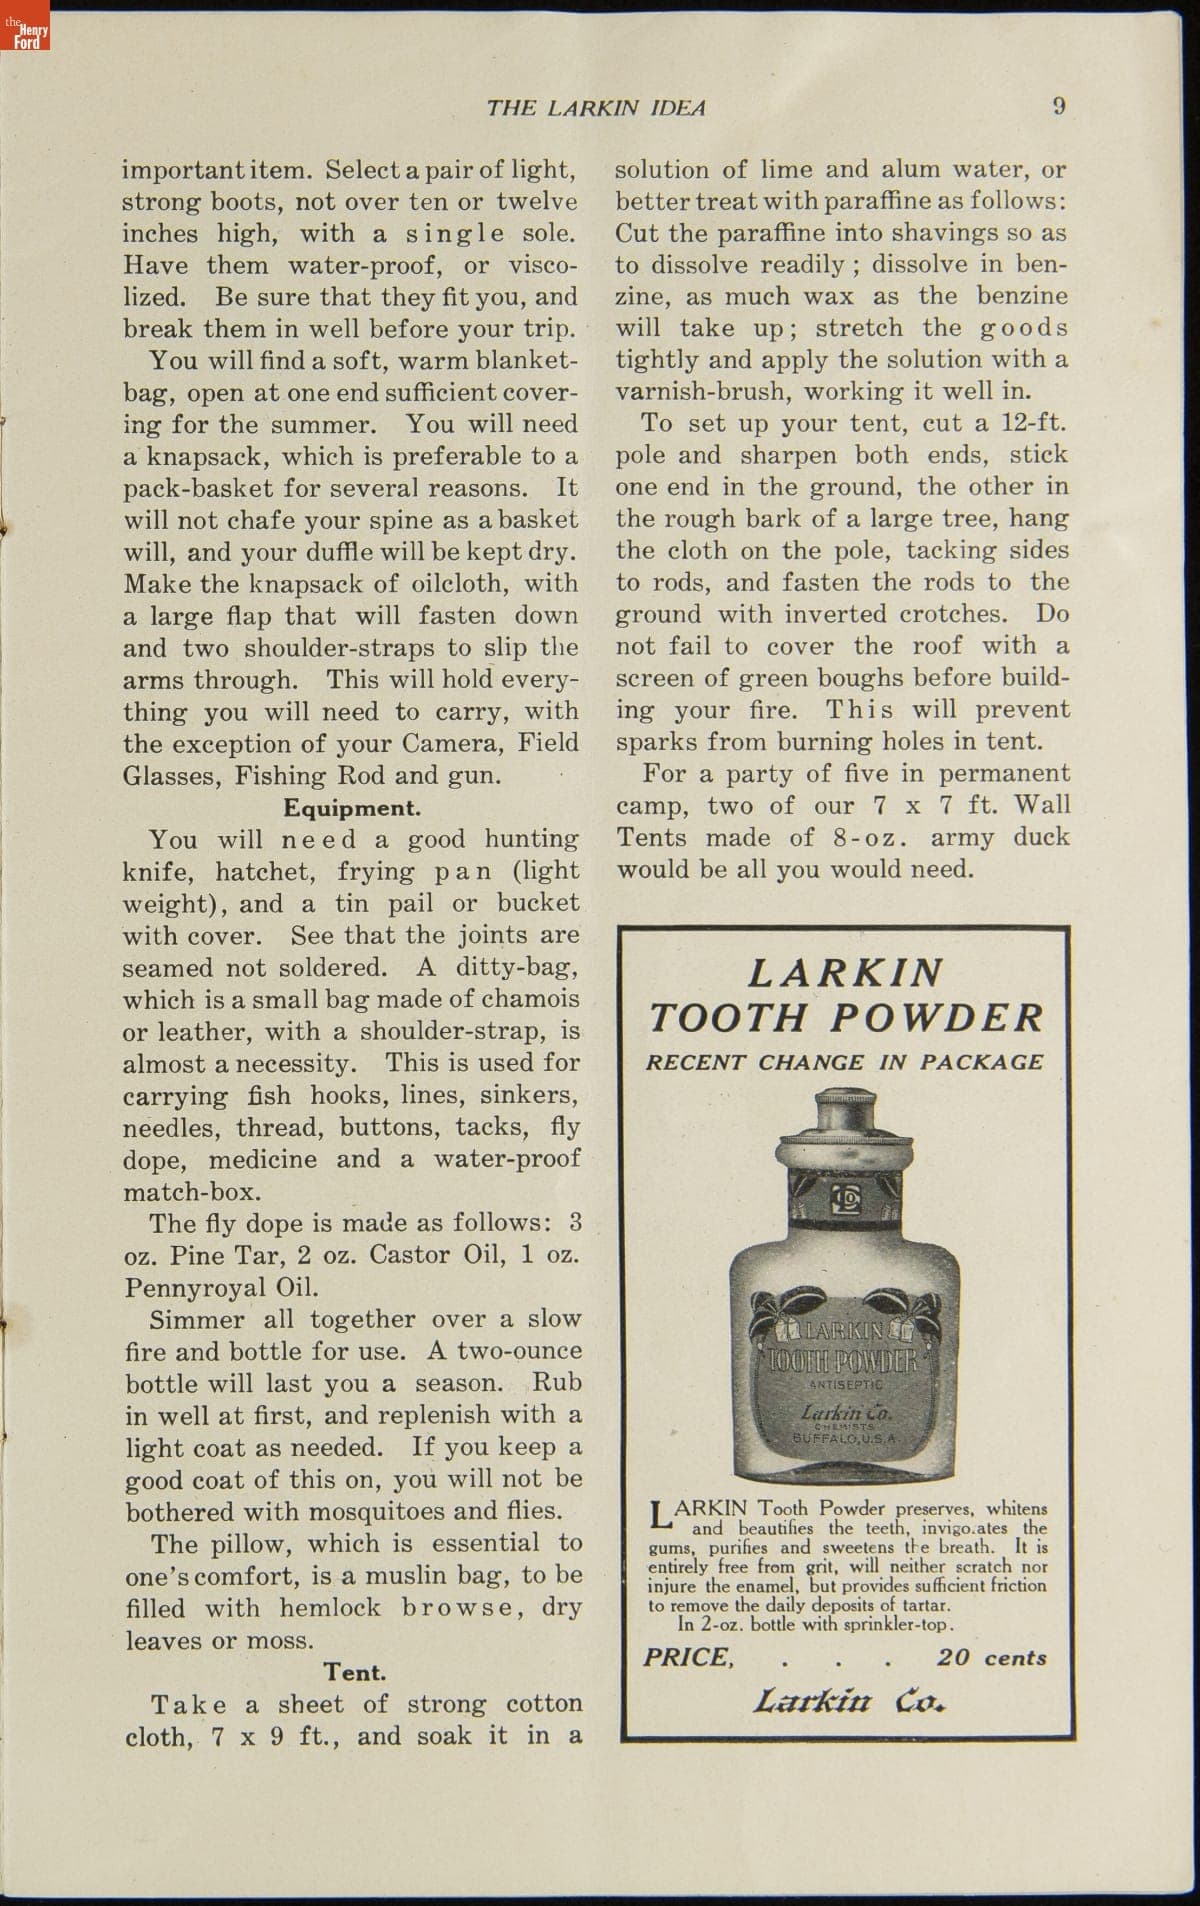 the
Henry
Ford
THE LARKIN IDEA 9
important item. Select a pair of light,
strong boots, not over ten or twelve
inches high, with a single sole.
Have them water-proof, or visco-
lized. Be sure that they fit you, and
break them in well before your trip.
You will find a soft, warm blanket-
bag, open at one end sufficient cover-
ing for the summer. You will need
a knapsack, which is preferable to a
pack-basket for several reasons. It
will not chafe your spine as a basket
will, and your duffle will be kept dry.
Make the knapsack of oilcloth, with
a large flap that will fasten down
and two shoulder-straps to slip the
arms through. This will hold every-
thing you will need to carry, with
the exception of your Camera, Field
Glasses, Fishing Rod and gun.
Equipment.
You will need a good hunting
knife, hatchet, frying pan (light
weight), and a tin pail or bucket
with cover. See that the joints are
seamed not soldered. A ditty-bag,
which is a small bag made of chamois
or leather, with a shoulder-strap, is
almost a necessity. This is used for
carrying fish hooks, lines, sinkers,
needles, thread, buttons, tacks, fly
dope, medicine and a water-proof
match-box.
The fly dope is made as follows: 3
oz. Pine Tar, 2 oz. Castor Oil, 1 oz.
Pennyroyal Oil.
Simmer all together over a slow
fire and bottle for use. A two-ounce
bottle will last you a season. Rub
in well at first, and replenish with a
light coat as needed. If you keep a
good coat of this on, you will not be
bothered with mosquitoes and flies.
The pillow, which is essential to
one's comfort, is a muslin bag, to be
filled with hemlock browse, dry
leaves or moss.
Tent.
Take a sheet of strong cotton
cloth, 7 x 9 ft., and soak it in a
solution of lime and alum water, or
better treat with paraffine as follows:
Cut the paraffine into shavings so as
to dissolve readily; dissolve in ben-
zine, as much wax as the benzine
will take up; stretch the goods
tightly and apply the solution with a
varnish-brush, working it well in.
To set up your tent, cut a 12-ft.
pole and sharpen both ends, stick
one end in the ground, the other in
the rough bark of a large tree, hang
the cloth on the pole, tacking sides
to rods, and fasten the rods to the
ground with inverted crotches. Do
not fail to cover the roof with a
screen of green boughs before build-
ing your fire. This will prevent
sparks from burning holes in tent.
For a party of five in permanent
camp, two of our 7 x 7 ft. Wall
Tents made of 8-oz. army duck
would be all you would need.
LARKIN
TOOTH POWDER
RECENT CHANGE IN PACKAGE
LARKIN
TOOTH POWDER
ANTISEPTIC
Larkin Co.
CHEMISTS
BUFFALO, U.S.A.
LARKIN Tooth Powder preserves, whitens
and beautifies the teeth, invigo.ates the
gums, purifies and sweetens the breath. It is
entirely free from grit, will neither scratch nor
injure the enamel, but provides sufficient friction
to remove the daily deposits of tartar.
In 2-oz. bottle with sprinkler-top.
PRICE, . . . 20 cents
Larkin Co.